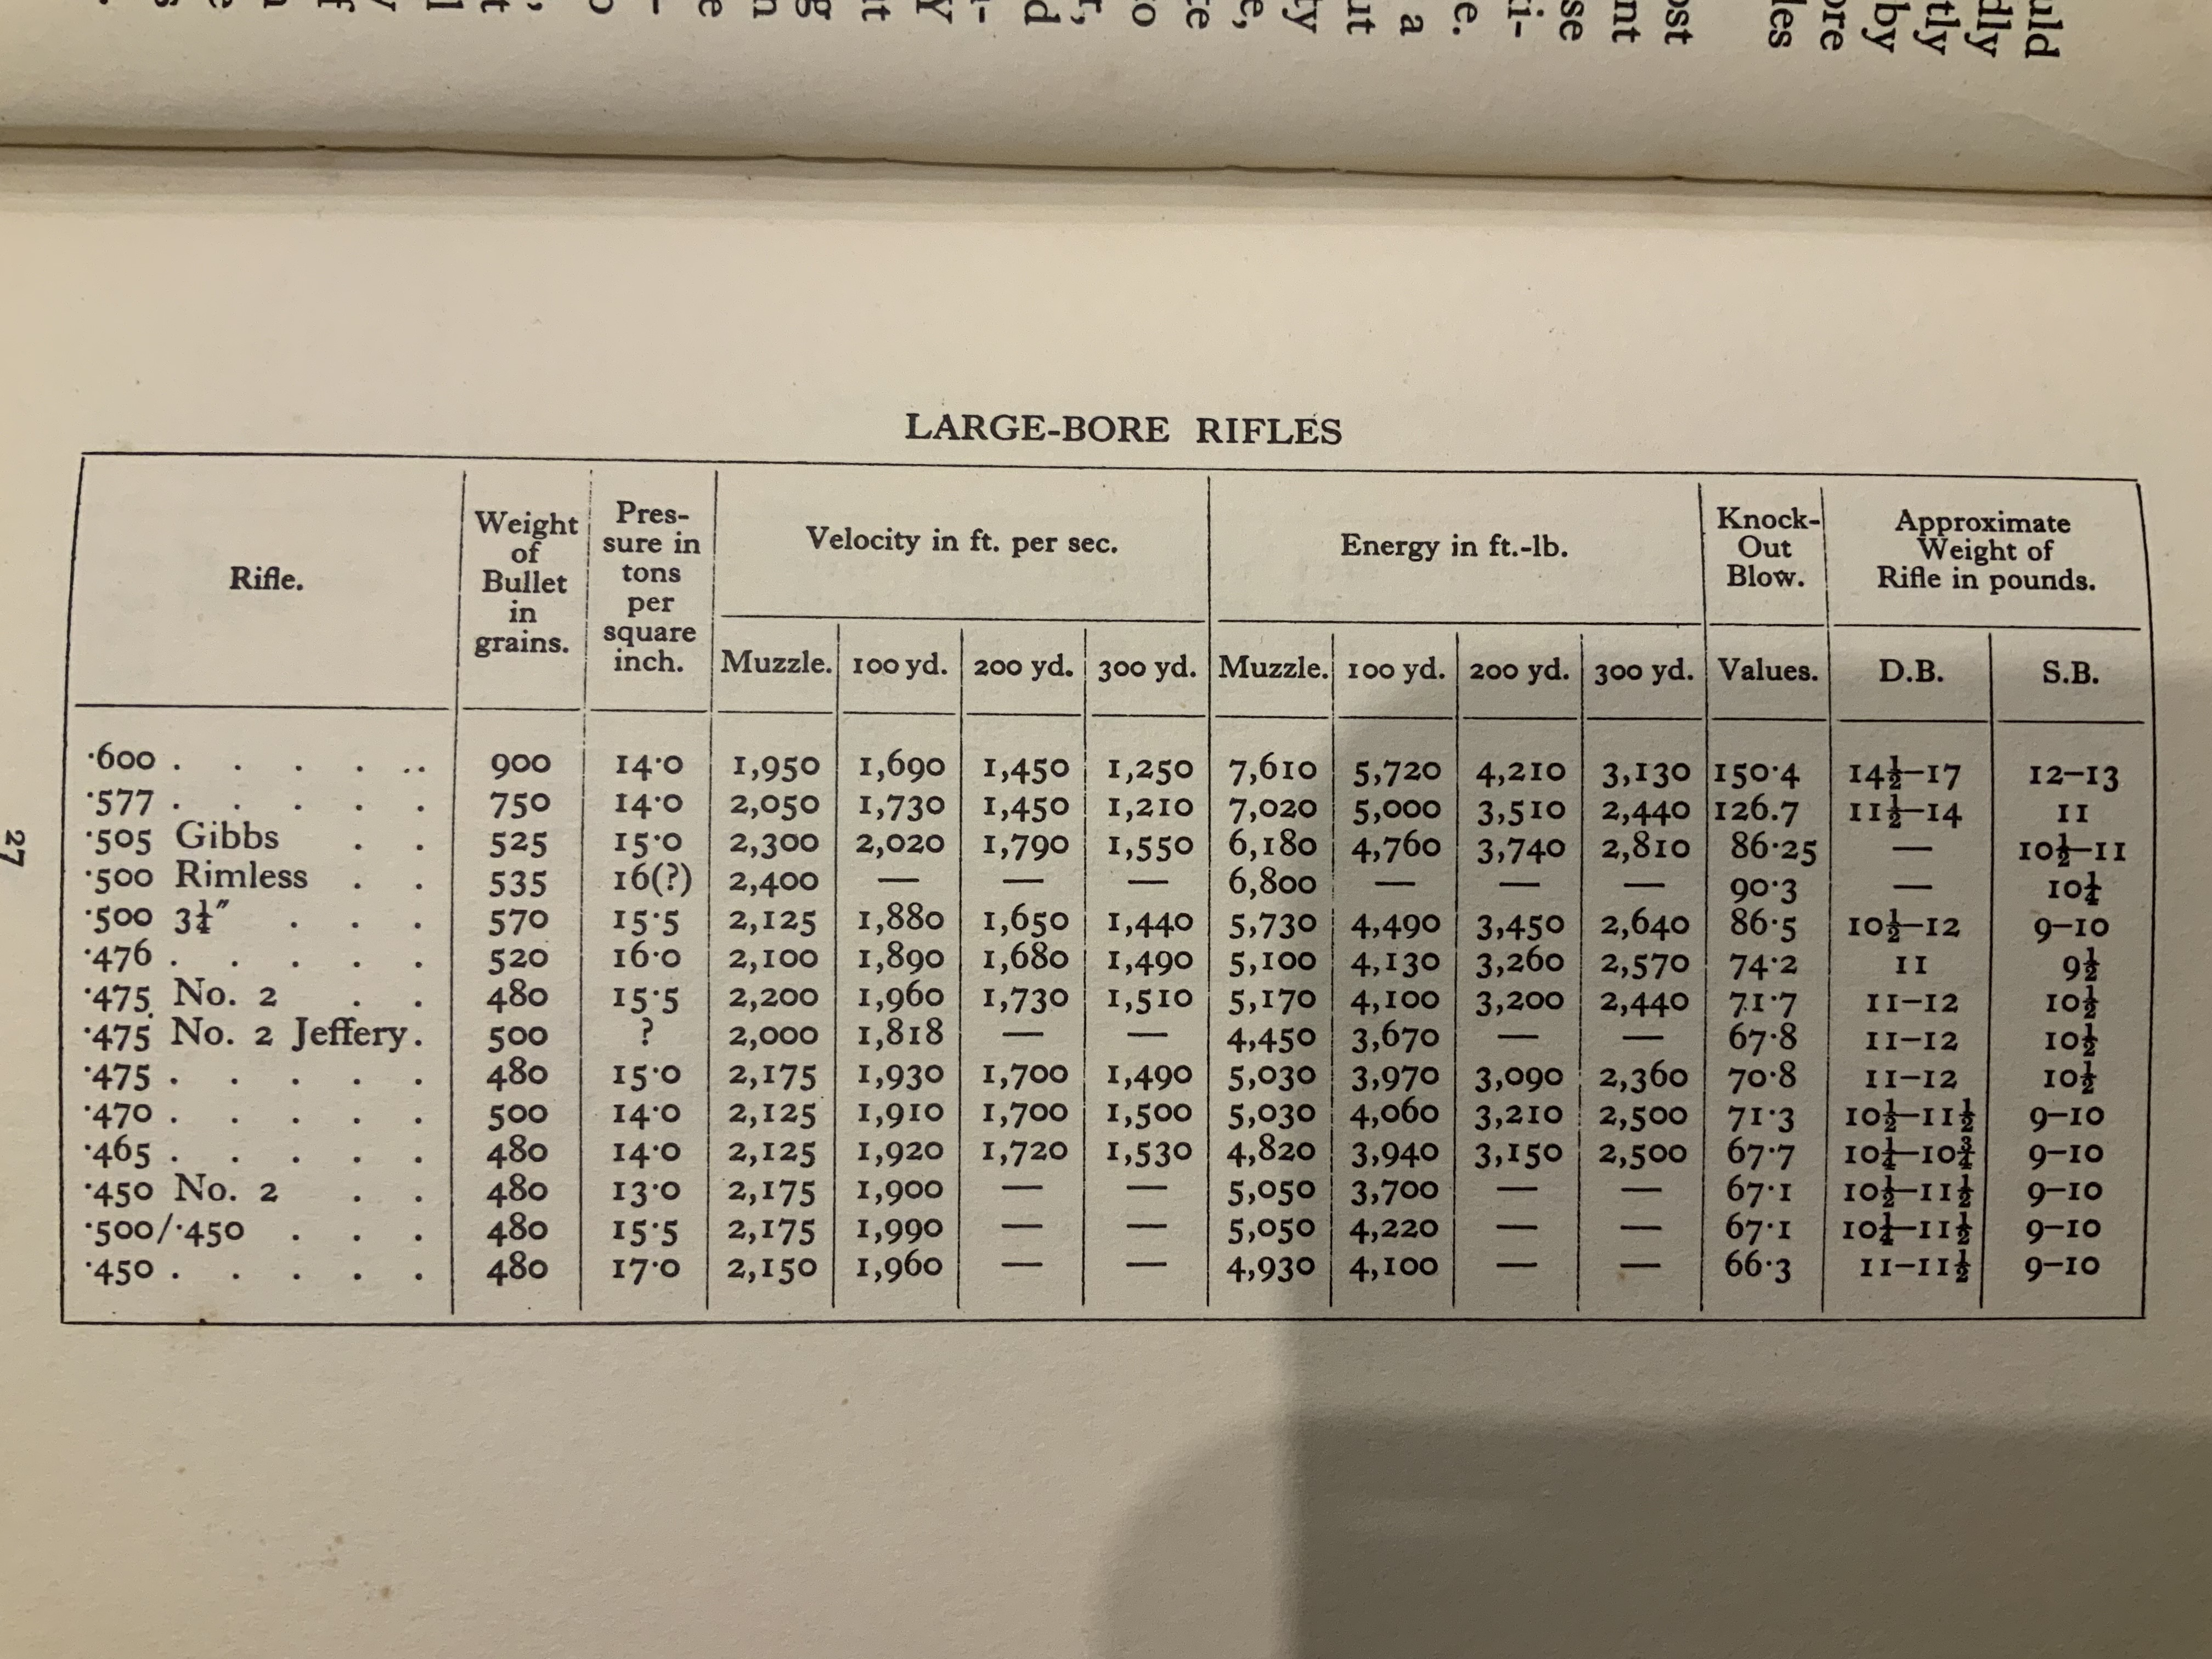 LARGE-BORE RIFLES
Rifle. | Weight of Bullet in grains. | Pres-sure in tons per square inch. | Velocity in ft. per sec. | Energy in ft.-lb. | Knock-Out Blow. | Approximate Weight of Rifle in pounds.
Muzzle. | 100 yd. | 200 yd. | 300 yd. | Muzzle. | 100 yd. | 200 yd. | 300 yd. | Values. | D.B. | S.B.
·600 . . . . . . | 900 | 14·0 | 1,950 | 1,690 | 1,450 | 1,250 | 7,610 | 5,720 | 4,210 | 3,130 | 150·4 | 14½–17 | 12–13
·577 . . . . . | 750 | 14·0 | 2,050 | 1,730 | 1,450 | 1,210 | 7,020 | 5,000 | 3,510 | 2,440 | 126.7 | 11½–14 | 11
·505 Gibbs . . | 525 | 15·0 | 2,300 | 2,020 | 1,790 | 1,550 | 6,180 | 4,760 | 3,740 | 2,810 | 86·25 | — | 10½–11
·500 Rimless . . | 535 | 16(?) | 2,400 | — | — | — | 6,800 | — | — | — | 90·3 | — | 10¼
·500 3¼″ . . . | 570 | 15·5 | 2,125 | 1,880 | 1,650 | 1,440 | 5,730 | 4,490 | 3,450 | 2,640 | 86·5 | 10½–12 | 9–10
·476 . . . . . | 520 | 16·0 | 2,100 | 1,890 | 1,680 | 1,490 | 5,100 | 4,130 | 3,260 | 2,570 | 74·2 | 11 | 9½
·475 No. 2 . . | 480 | 15·5 | 2,200 | 1,960 | 1,730 | 1,510 | 5,170 | 4,100 | 3,200 | 2,440 | 71·7 | 11–12 | 10½
·475 No. 2 Jeffery . | 500 | ? | 2,000 | 1,818 | — | — | 4,450 | 3,670 | — | — | 67·8 | 11–12 | 10½
·475 . . . . . | 480 | 15·0 | 2,175 | 1,930 | 1,700 | 1,490 | 5,030 | 3,970 | 3,090 | 2,360 | 70·8 | 11–12 | 10½
·470 . . . . . | 500 | 14·0 | 2,125 | 1,910 | 1,700 | 1,500 | 5,030 | 4,060 | 3,210 | 2,500 | 71·3 | 10½–11½ | 9–10
·465 . . . . . | 480 | 14·0 | 2,125 | 1,920 | 1,720 | 1,530 | 4,820 | 3,940 | 3,150 | 2,500 | 67·7 | 10¼–10¾ | 9–10
·450 No. 2 . . | 480 | 13·0 | 2,175 | 1,900 | — | — | 5,050 | 3,700 | — | — | 67·1 | 10½–11½ | 9–10
·500/·450 . . . | 480 | 15·5 | 2,175 | 1,990 | — | — | 5,050 | 4,220 | — | — | 67·1 | 10¼–11½ | 9–10
·450 . . . . . | 480 | 17·0 | 2,150 | 1,960 | — | — | 4,930 | 4,100 | — | — | 66·3 | 11–11½ | 9–10
27